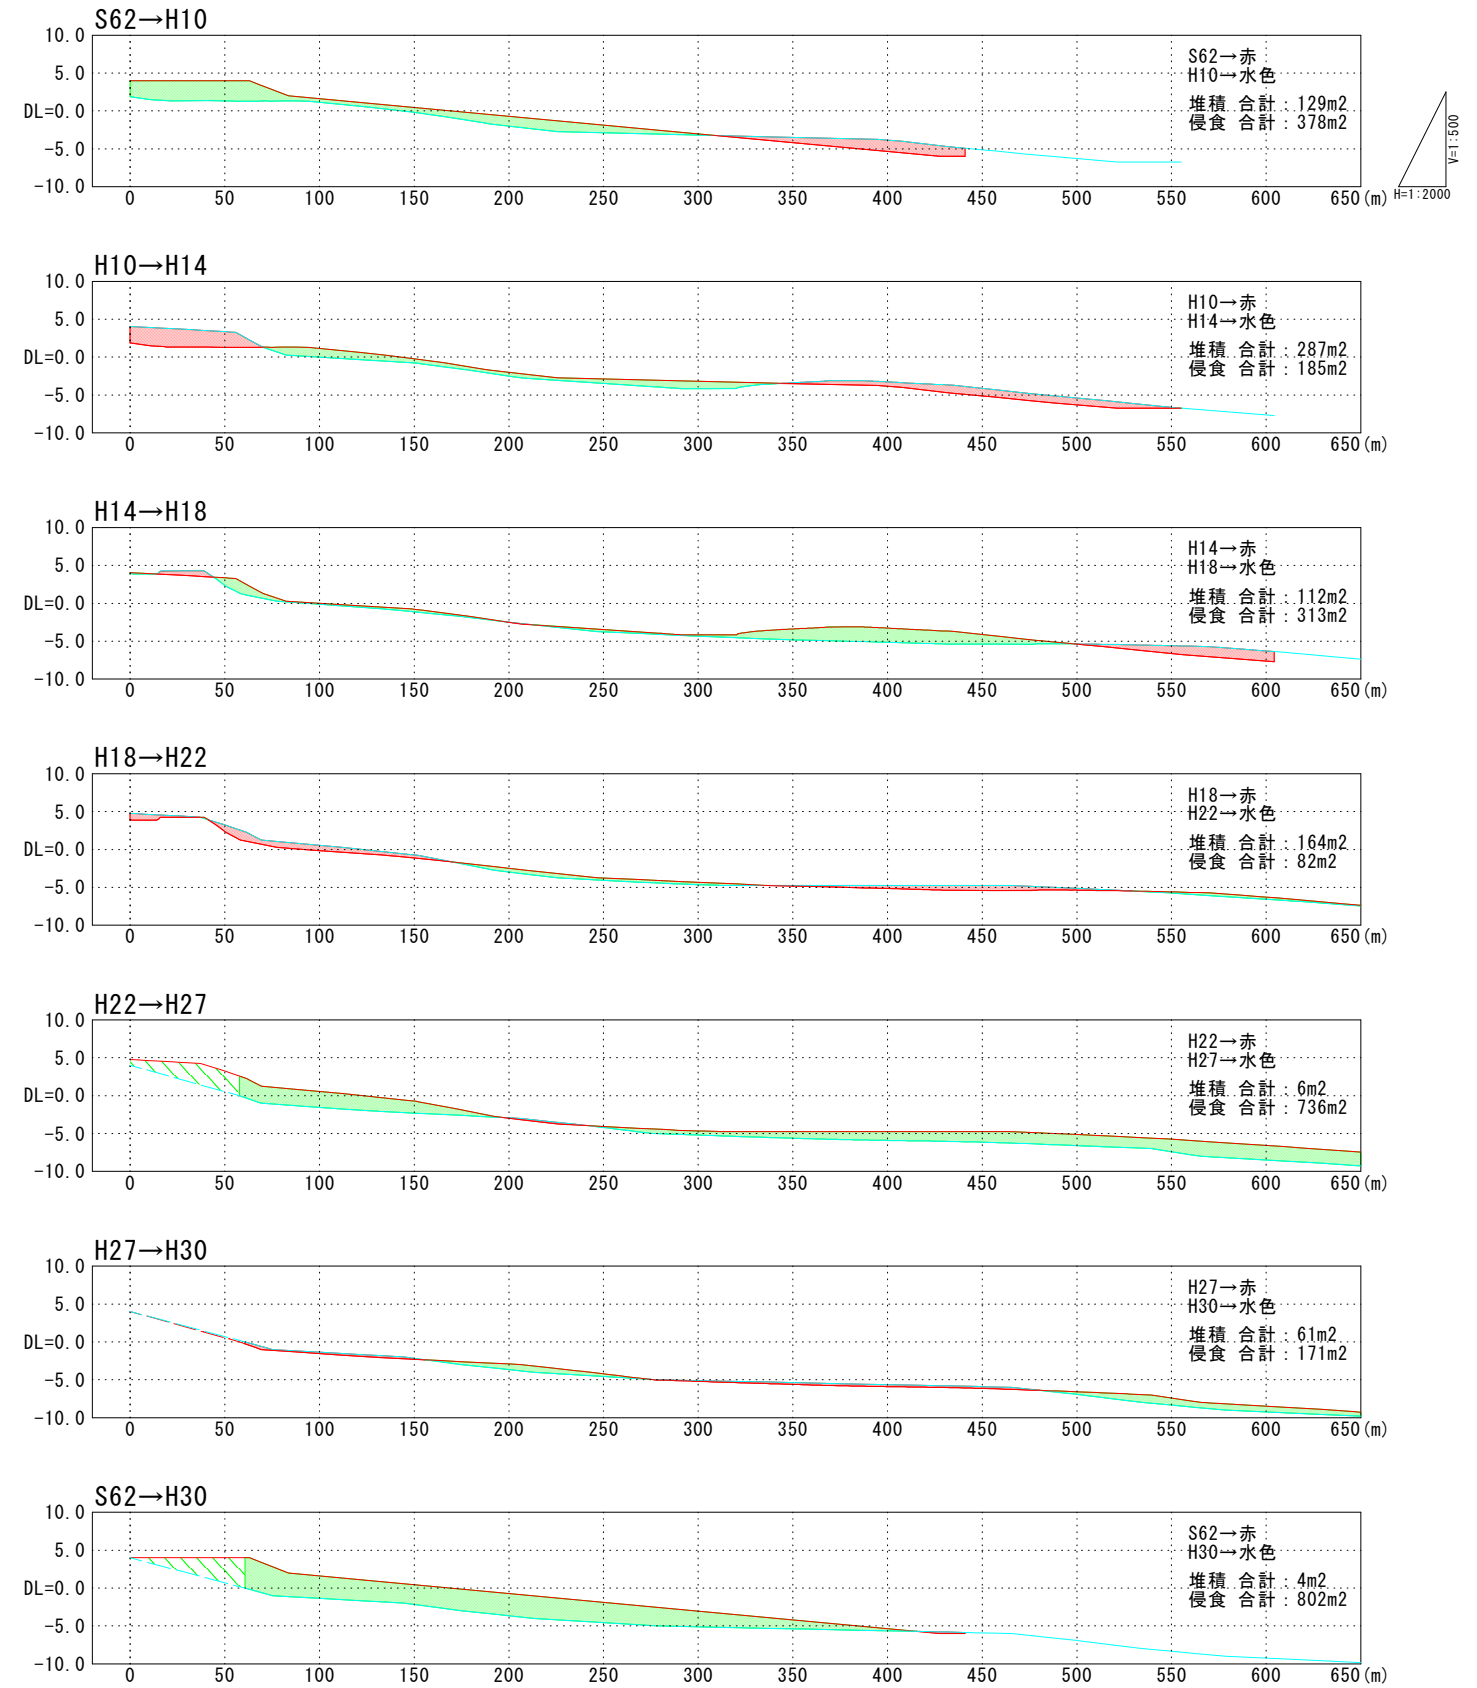 S62→H10
10.0
5.0
DL=0.0
-5.0
-10.0
0 50 100 150 200 250 300 350 400 450 500 550 600 650(m)
S62→赤
H10→水色
堆積 合計：129m2
侵食 合計：378m2
V=1:500
H=1:2000
H10→H14
10.0
5.0
DL=0.0
-5.0
-10.0
0 50 100 150 200 250 300 350 400 450 500 550 600 650(m)
H10→赤
H14→水色
堆積 合計：287m2
侵食 合計：185m2
H14→H18
10.0
5.0
DL=0.0
-5.0
-10.0
0 50 100 150 200 250 300 350 400 450 500 550 600 650(m)
H14→赤
H18→水色
堆積 合計：112m2
侵食 合計：313m2
H18→H22
10.0
5.0
DL=0.0
-5.0
-10.0
0 50 100 150 200 250 300 350 400 450 500 550 600 650(m)
H18→赤
H22→水色
堆積 合計：164m2
侵食 合計：82m2
H22→H27
10.0
5.0
DL=0.0
-5.0
-10.0
0 50 100 150 200 250 300 350 400 450 500 550 600 650(m)
H22→赤
H27→水色
堆積 合計：6m2
侵食 合計：736m2
H27→H30
10.0
5.0
DL=0.0
-5.0
-10.0
0 50 100 150 200 250 300 350 400 450 500 550 600 650(m)
H27→赤
H30→水色
堆積 合計：61m2
侵食 合計：171m2
S62→H30
10.0
5.0
DL=0.0
-5.0
-10.0
0 50 100 150 200 250 300 350 400 450 500 550 600 650(m)
S62→赤
H30→水色
堆積 合計：4m2
侵食 合計：802m2